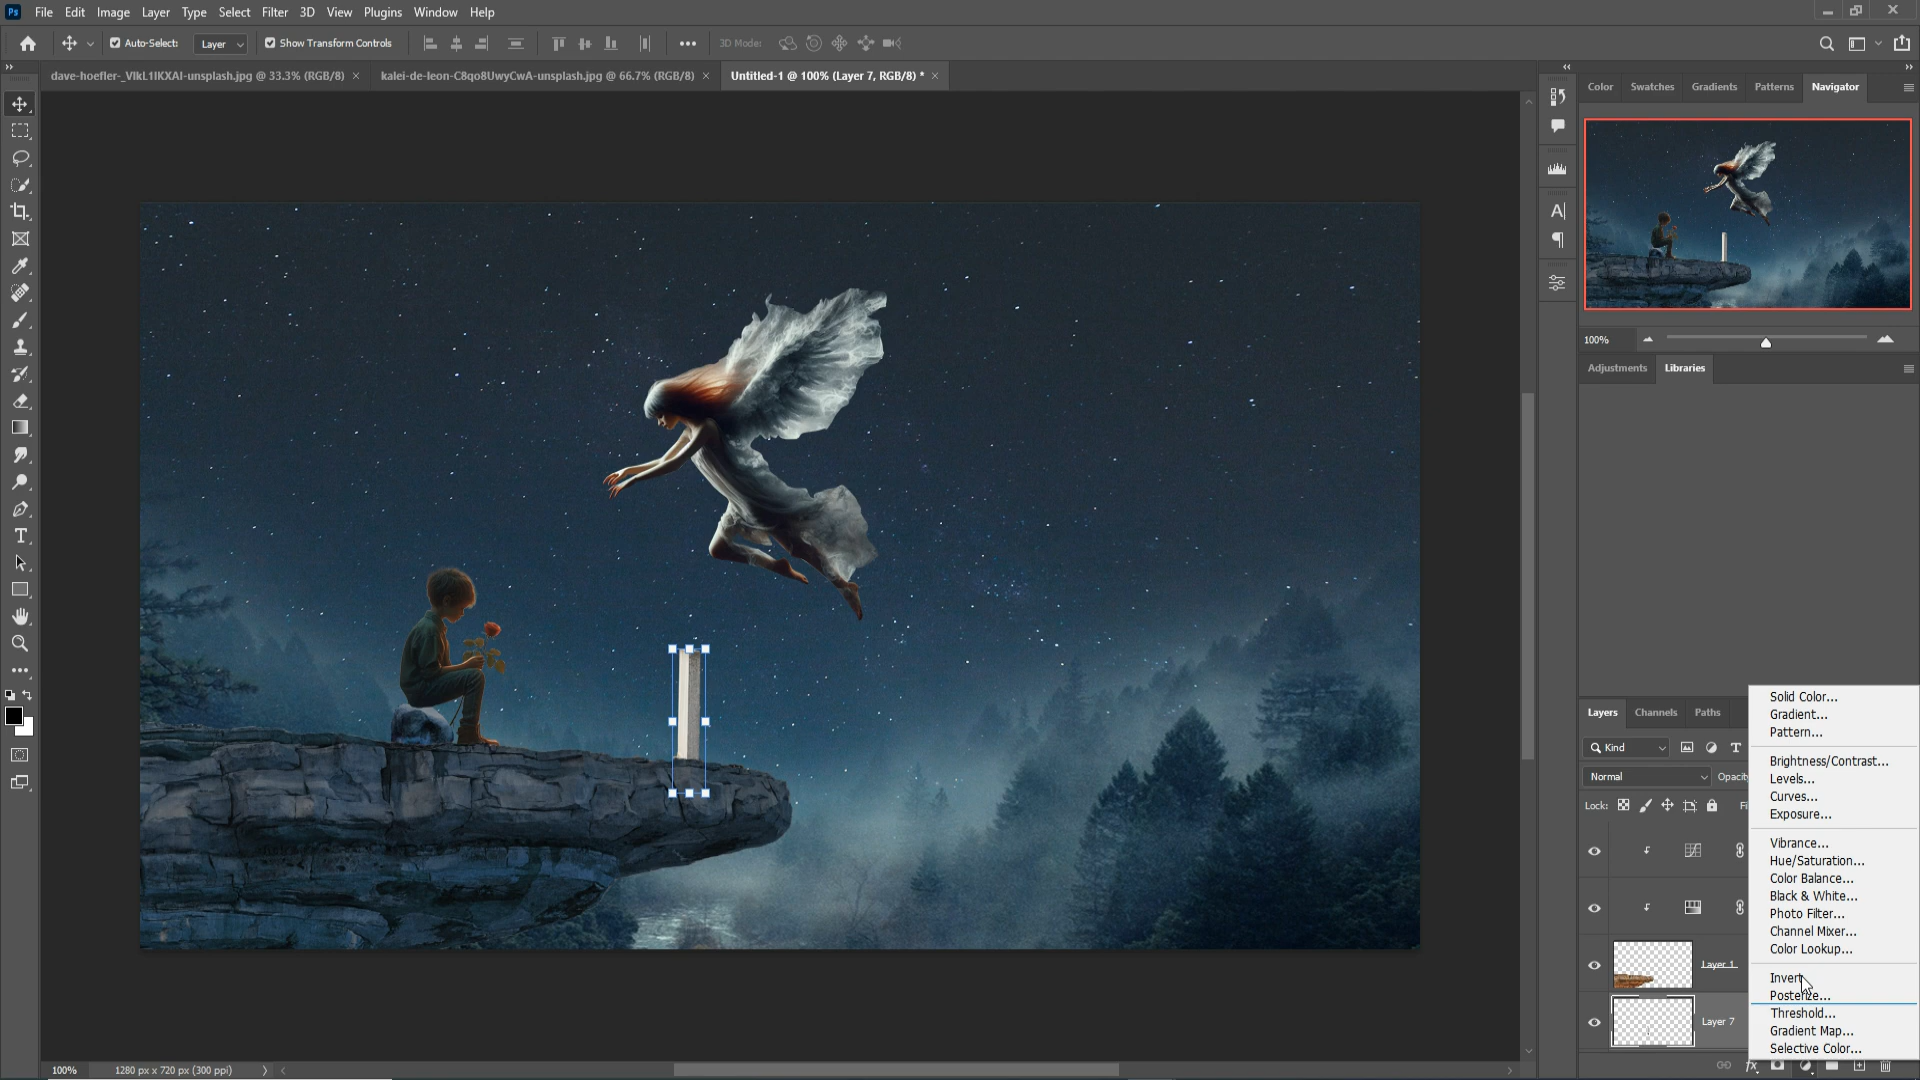 Ps File Edit Image Layer Type Select Filter 3D View Plugins Window Help
Auto-Select: Layer Show Transform Controls 3D Mode:
dave-hoefler-_VlkL1lKXAI-unsplash.jpg @ 33.3% (RGB/8) × kalei-de-leon-C8qo8UwyCwA-unsplash.jpg @ 66.7% (RGB/8) × Untitled-1 @ 100% (Layer 7, RGB/8) * ×
Color Swatches Gradients Patterns Navigator
100%
Adjustments Libraries
Layers Channels Paths
Kind
Normal Opacity
Lock: Fi
Layer 1
Layer 7
Solid Color...
Gradient...
Pattern...
Brightness/Contrast...
Levels...
Curves...
Exposure...
Vibrance...
Hue/Saturation...
Color Balance...
Black & White...
Photo Filter...
Channel Mixer...
Color Lookup...
Invert
Posterize...
Threshold...
Gradient Map...
Selective Color...
fx
100% 1280 px x 720 px (300 ppi)